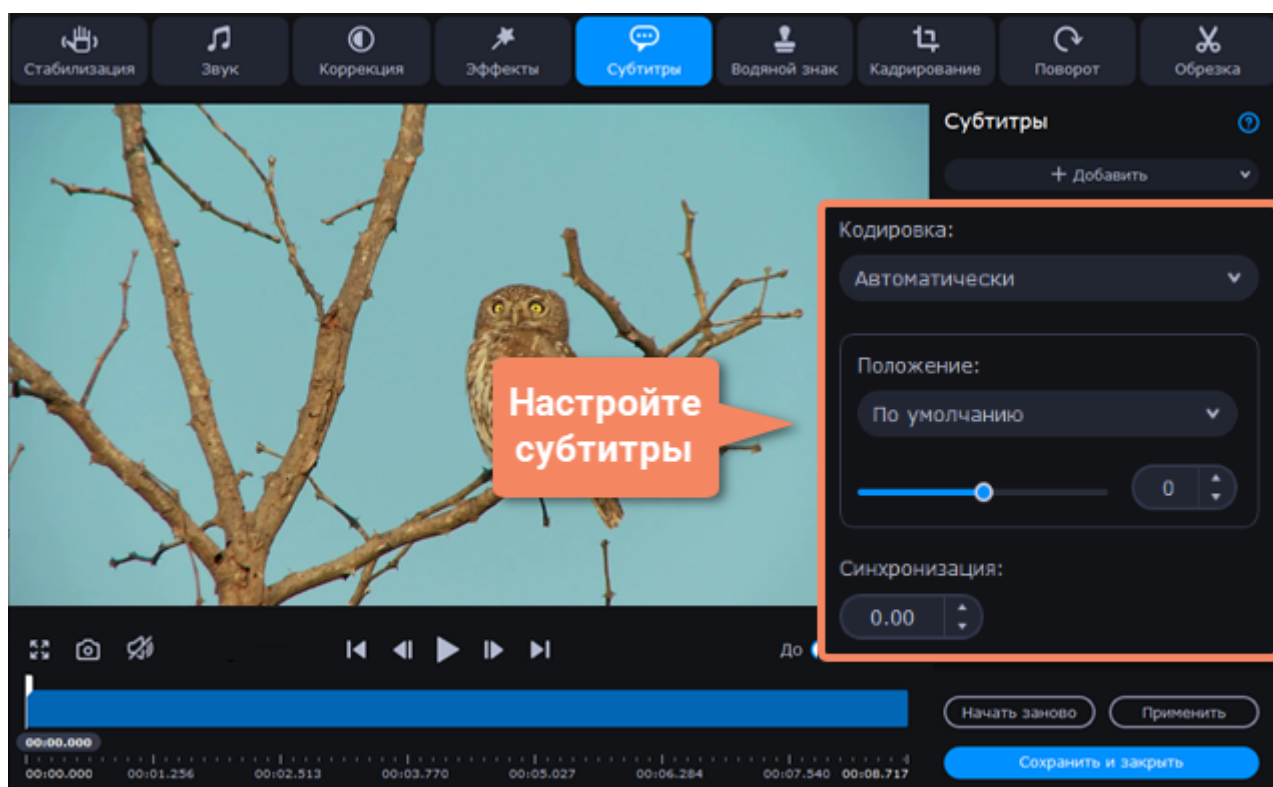 Стабилизация
Звук
Коррекция
Эффекты
Субтитры
Водяной знак
Кадрирование
Поворот
Обрезка
Субтитры
?
+ Добавить
Кодировка:
Автоматически
Положение:
По умолчанию
0
Синхронизация:
0.00
Настройте
субтитры
До
Начать заново
Применить
Сохранить и закрыть
00:00.000
00:00.000
00:01.256
00:02.513
00:03.770
00:05.027
00:06.284
00:07.540
00:08.717